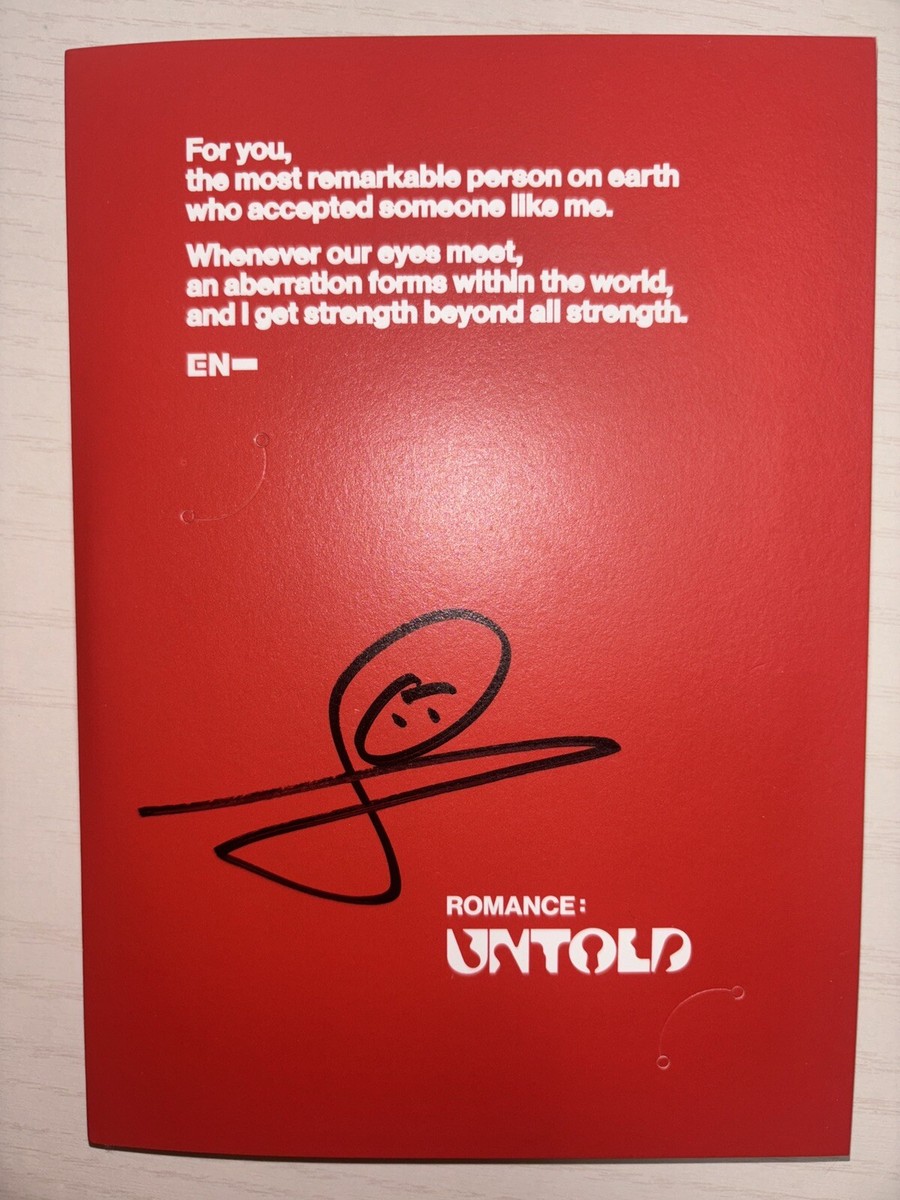 For you,
the most remarkable person on earth
who accepted someone like me.
Whenever our eyes meet,
an aberration forms within the world,
and I get strength beyond all strength.
EN—
ROMANCE:
UNTOLD